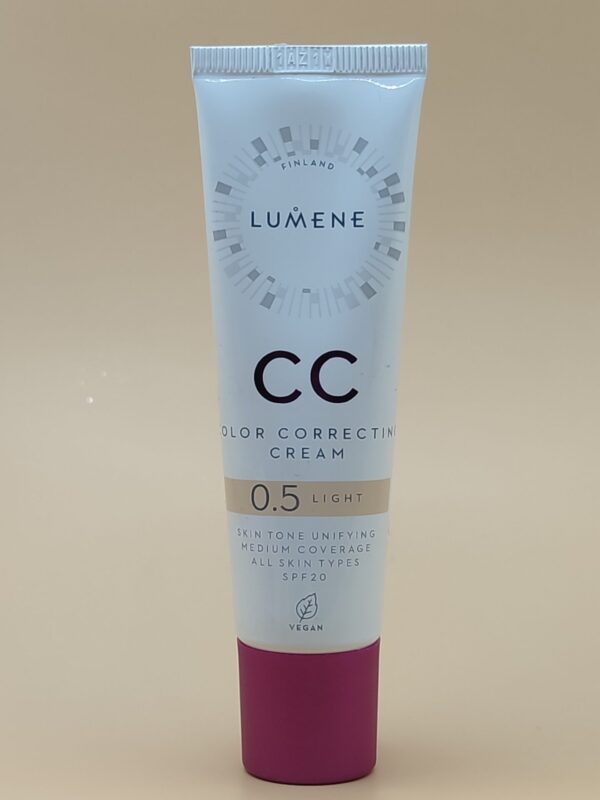 FINLAND
LUMENE
CC
OLOR CORRECTIN
CREAM
0.5 LIGHT
SKIN TONE UNIFYING
MEDIUM COVERAGE
ALL SKIN TYPES
SPF20
VEGAN